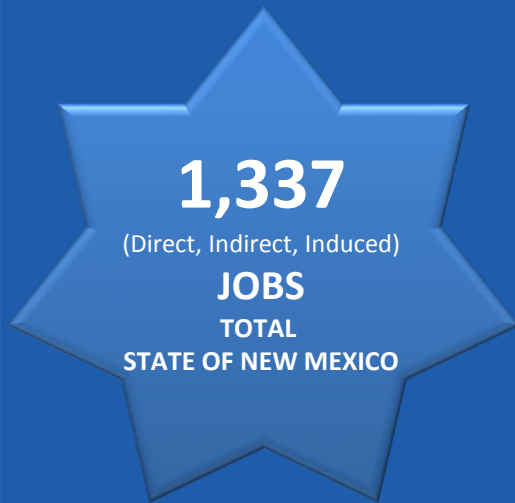 1,337
(Direct, Indirect, Induced)
JOBS
TOTAL
STATE OF NEW MEXICO